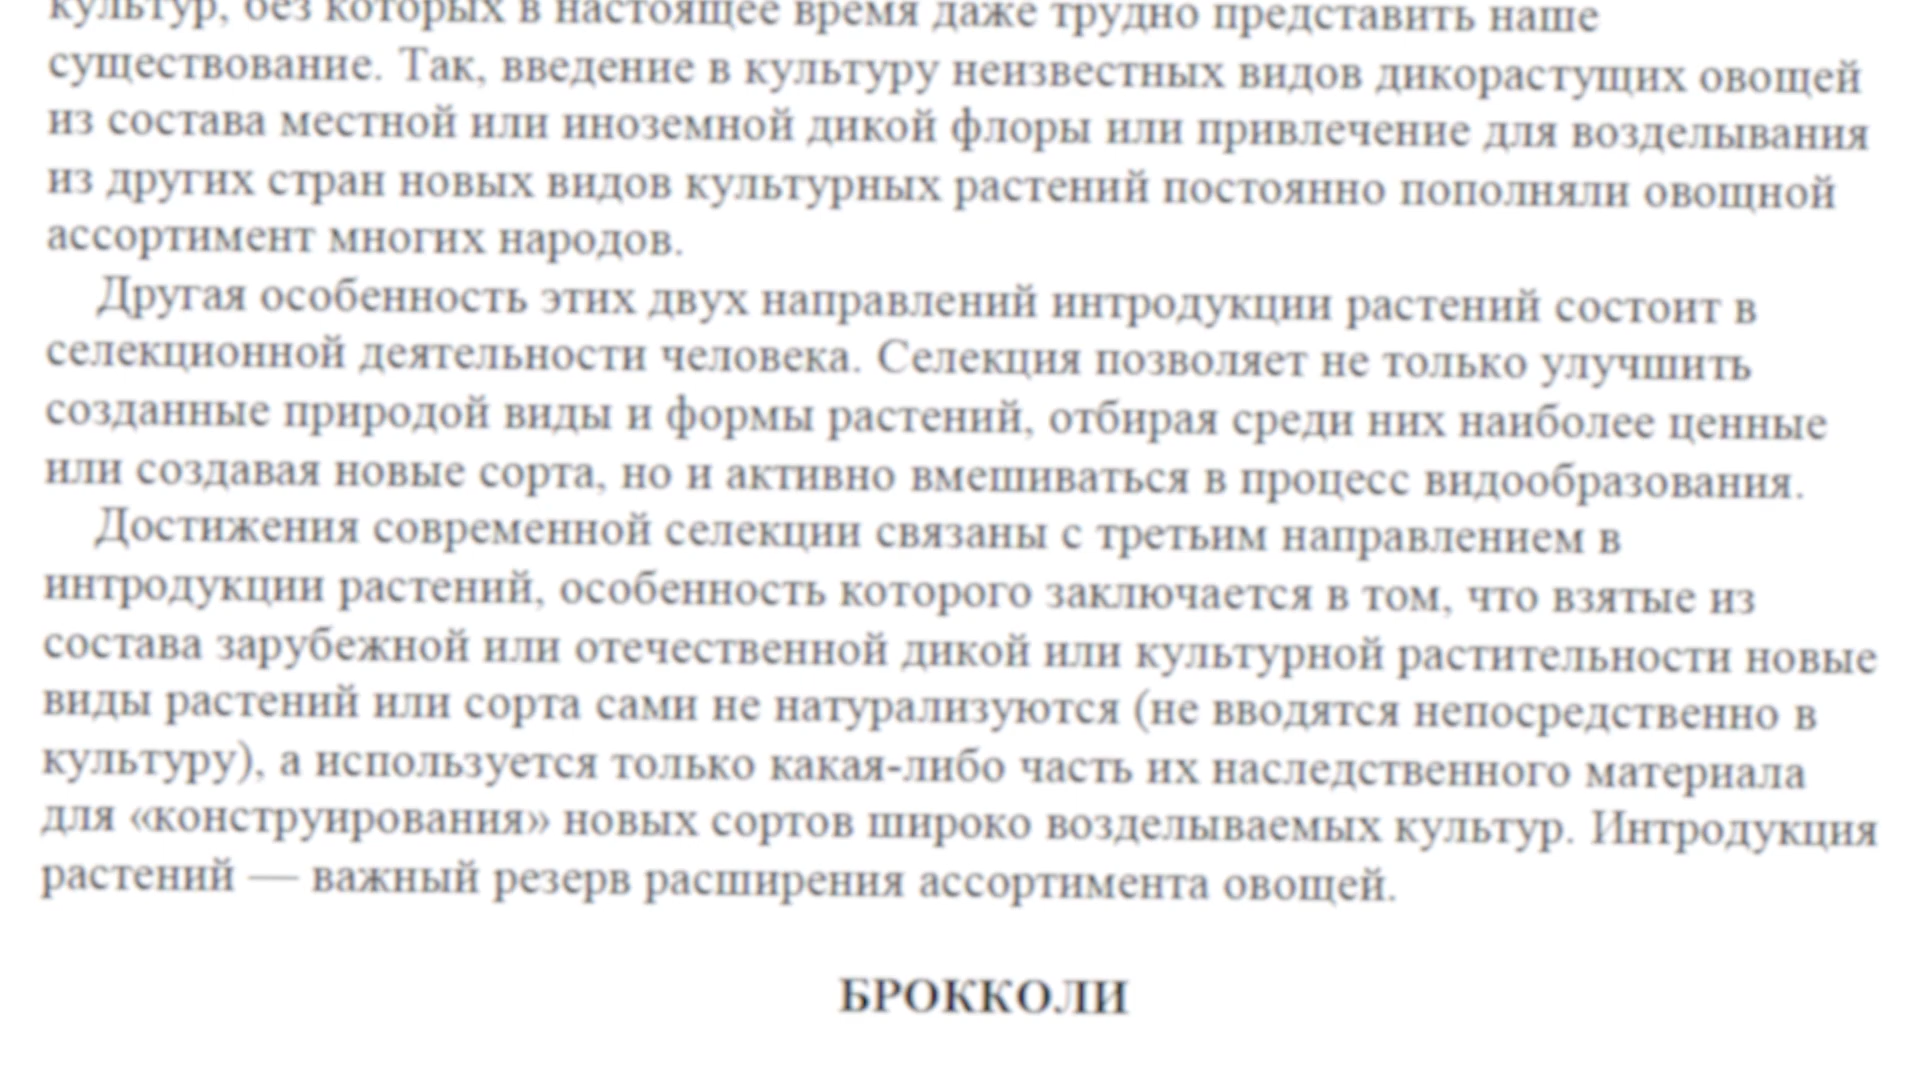 культур, без которых в настоящее время даже трудно представить наше
существование. Так, введение в культуру неизвестных видов дикорастущих овощей
из состава местной или иноземной дикой флоры или привлечение для возделывания
из других стран новых видов культурных растений постоянно пополняли овощной
ассортимент многих народов.
Другая особенность этих двух направлений интродукции растений состоит в
селекционной деятельности человека. Селекция позволяет не только улучшить
созданные природой виды и формы растений, отбирая среди них наиболее ценные
или создавая новые сорта, но и активно вмешиваться в процесс видообразования.
Достижения современной селекции связаны с третьим направлением в
интродукции растений, особенность которого заключается в том, что взятые из
состава зарубежной или отечественной дикой или культурной растительности новые
виды растений или сорта сами не натурализуются (не вводятся непосредственно в
культуру), а используется только какая-либо часть их наследственного материала
для «конструирования» новых сортов широко возделываемых культур. Интродукция
растений — важный резерв расширения ассортимента овощей.
БРОККОЛИ